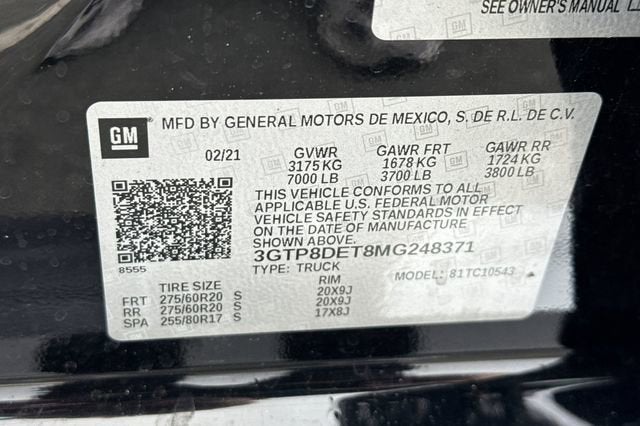 SEE OWNER'S MANUAL
GM
GM MFD BY GENERAL MOTORS DE MEXICO, S. DE R.L. DE C.V.
02/21 GVWR GAWR FRT GAWR RR
3175 KG 1678 KG 1724 KG
7000 LB 3700 LB 3800 LB
THIS VEHICLE CONFORMS TO ALL
APPLICABLE U.S. FEDERAL MOTOR
VEHICLE SAFETY STANDARDS IN EFFECT
ON THE DATE OF MANUFACTURE
SHOWN ABOVE.
3GTP8DET8MG248371
8555
TYPE: TRUCK MODEL: 81TC10543
TIRE SIZE RIM
FRT 275/60R20 S 20X9J
RR 275/60R20 S 20X9J
SPA 255/80R17 S 17X8J